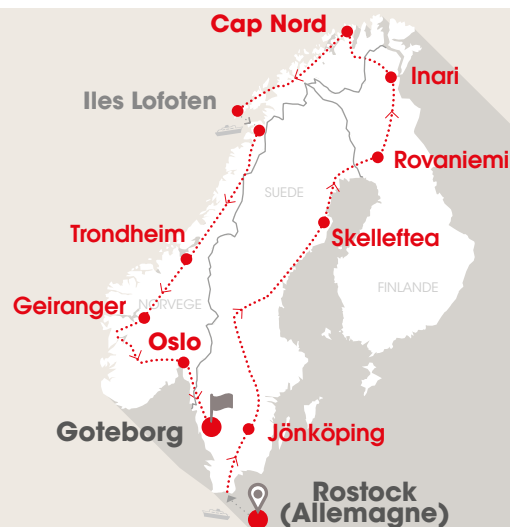 Cap Nord
Inari
Iles Lofoten
Rovaniemi
SUEDE
Skelleftea
Trondheim
FINLANDE
Geiranger
NORVEGE
Oslo
Goteborg
Jönköping
Rostock
(Allemagne)